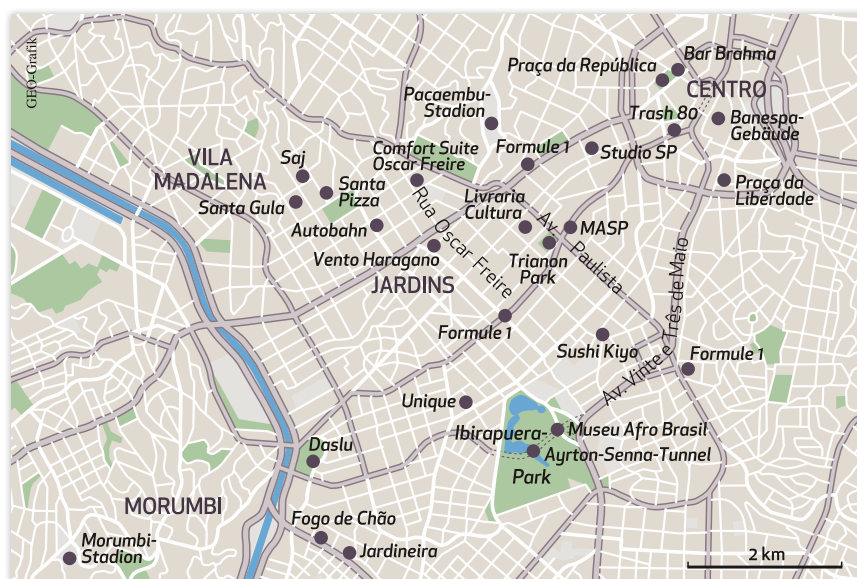 GEO-Grafik
Bar Brahma
Praça da República
CENTRO
Pacaembu-
Stadion
Trash 80
Banespa-
Gebäude
VILA
MADALENA
Saj
Comfort Suite
Oscar Freire
Formule 1
Studio SP
Santa
Pizza
Santa Gula
Livraria
Cultura
Praça da
Liberdade
Autobahn
Rua Oscar Freire
Av. Paulista
MASP
Vento Haragano
Trianon
Park
JARDINS
Formule 1
Sushi Kiyo
Av. Vinte e Três de Maio
Formule 1
Unique
Ibirapuera-
Park
Museu Afro Brasil
Ayrton-Senna-Tunnel
Daslu
MORUMBI
Fogo de Chão
Morumbi-
Stadion
Jardineira
2 km